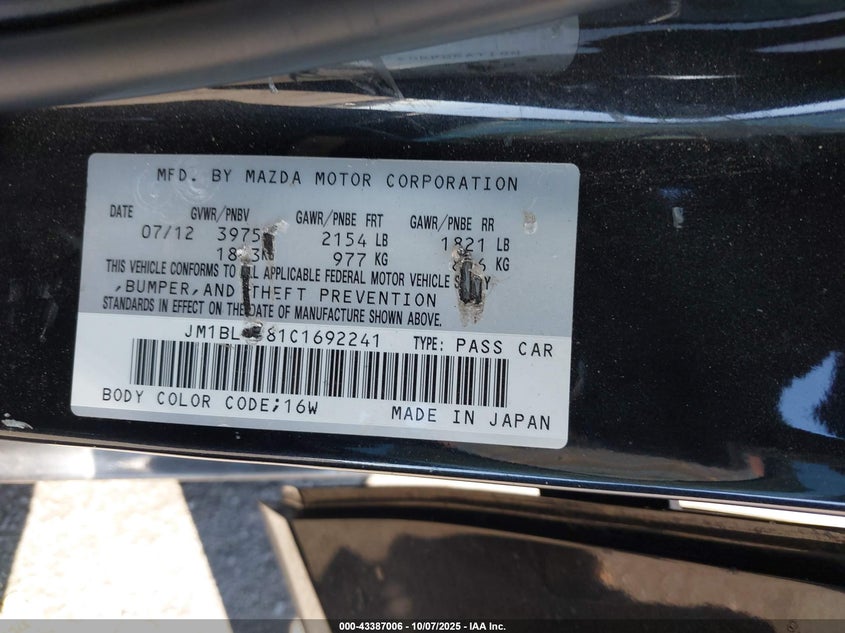 CORPORATION
MFD. BY MAZDA MOTOR CORPORATION
DATE GVWR/PNBV GAWR/PNBE FRT GAWR/PNBE RR
07/12 2154 LB 1821 LB
977 KG KG
THIS VEHICLE CONFORMS TO APPLICABLE FEDERAL MOTOR VEHICLE
,BUMPER,AND THEFT PREVENTION
STANDARDS IN EFFECT ON THE DATE OF MANUFACTURE SHOWN ABOVE.
TYPE: PASS CAR
BODY COLOR CODE;16W MADE IN JAPAN
000-43387006 - 10/07/2025 - IAA Inc.